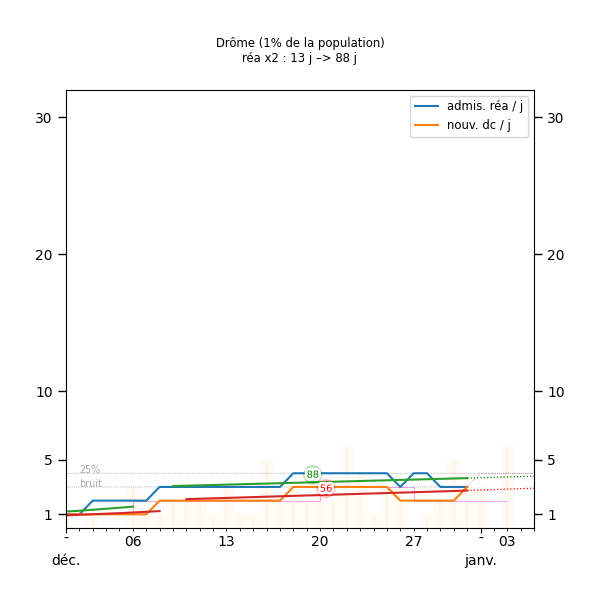 Drôme (1% de la population)
réa x2 : 13 j –> 88 j
admis. réa / j
nouv. dc / j
30 30
20 20
10 10
5 5
25%
bruit
88
56
1 1
- 06 13 20 27 - 03
déc. janv.